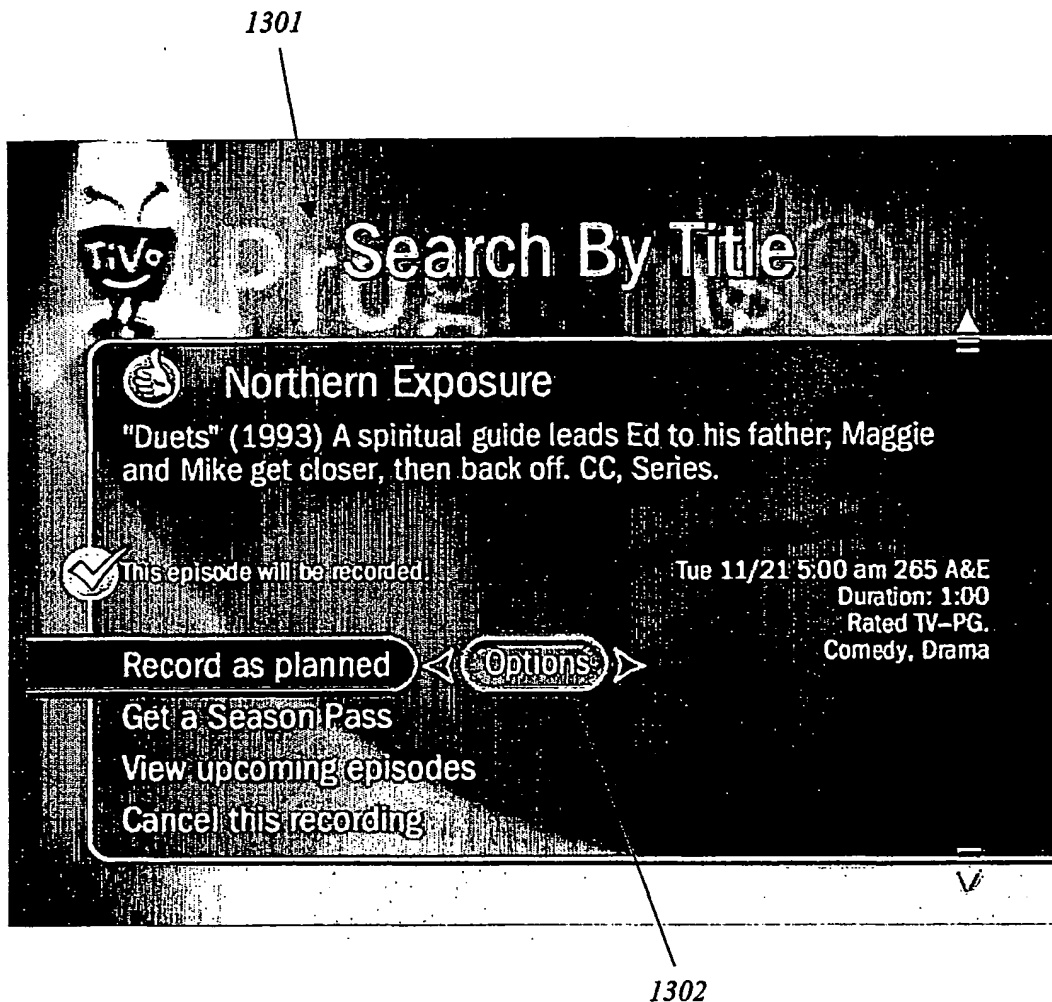 1301
TiVo
Search By Title
Northern Exposure
"Duets" (1993) A spiritual guide leads Ed to his father; Maggie
and Mike get closer, then back off. CC, Series.
This episode will be recorded.
Tue 11/21 5:00 am 265 A&E
Duration: 1:00
Rated TV-PG.
Comedy, Drama
Record as planned
Options
Get a Season Pass
View upcoming episodes
Cancel this recording
1302